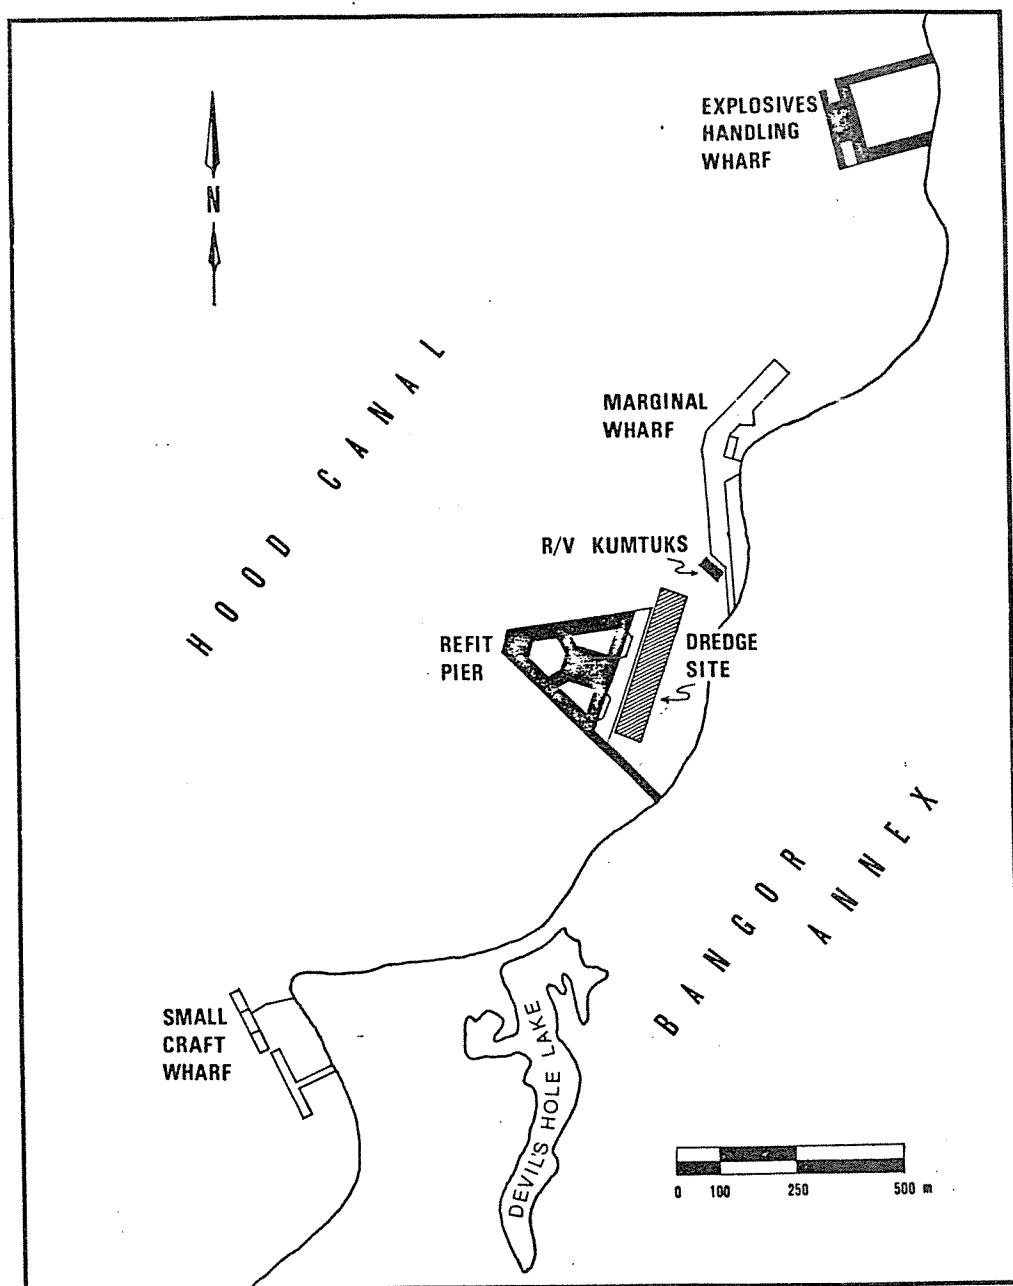 EXPLOSIVES
HANDLING
WHARF
N
HOOD CANAL
MARGINAL
WHARF
R/V KUMTUKS
REFIT
PIER
DREDGE
SITE
BANGOR
ANNEX
SMALL
CRAFT
WHARF
DEVIL'S HOLE LAKE
0 100 250 500 m